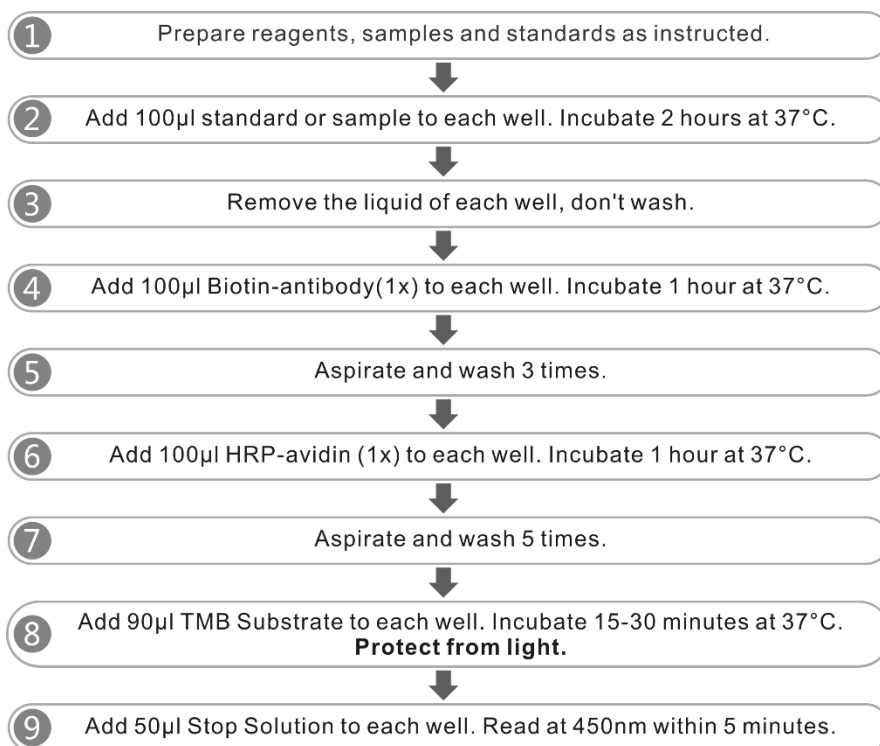 1 Prepare reagents, samples and standards as instructed.
2 Add 100μl standard or sample to each well. Incubate 2 hours at 37°C.
3 Remove the liquid of each well, don't wash.
4 Add 100μl Biotin-antibody(1x) to each well. Incubate 1 hour at 37°C.
5 Aspirate and wash 3 times.
6 Add 100μl HRP-avidin (1x) to each well. Incubate 1 hour at 37°C.
7 Aspirate and wash 5 times.
8 Add 90μl TMB Substrate to each well. Incubate 15-30 minutes at 37°C.
Protect from light.
9 Add 50μl Stop Solution to each well. Read at 450nm within 5 minutes.